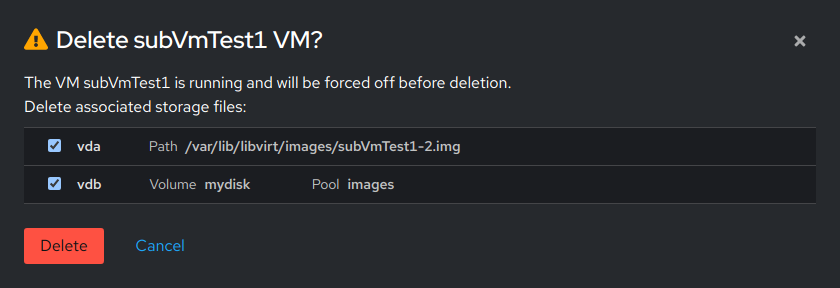 Delete subVmTest1 VM?
The VM subVmTest1 is running and will be forced off before deletion.
Delete associated storage files:
vda Path /var/lib/libvirt/images/subVmTest1-2.img
vdb Volume mydisk Pool images
Delete Cancel